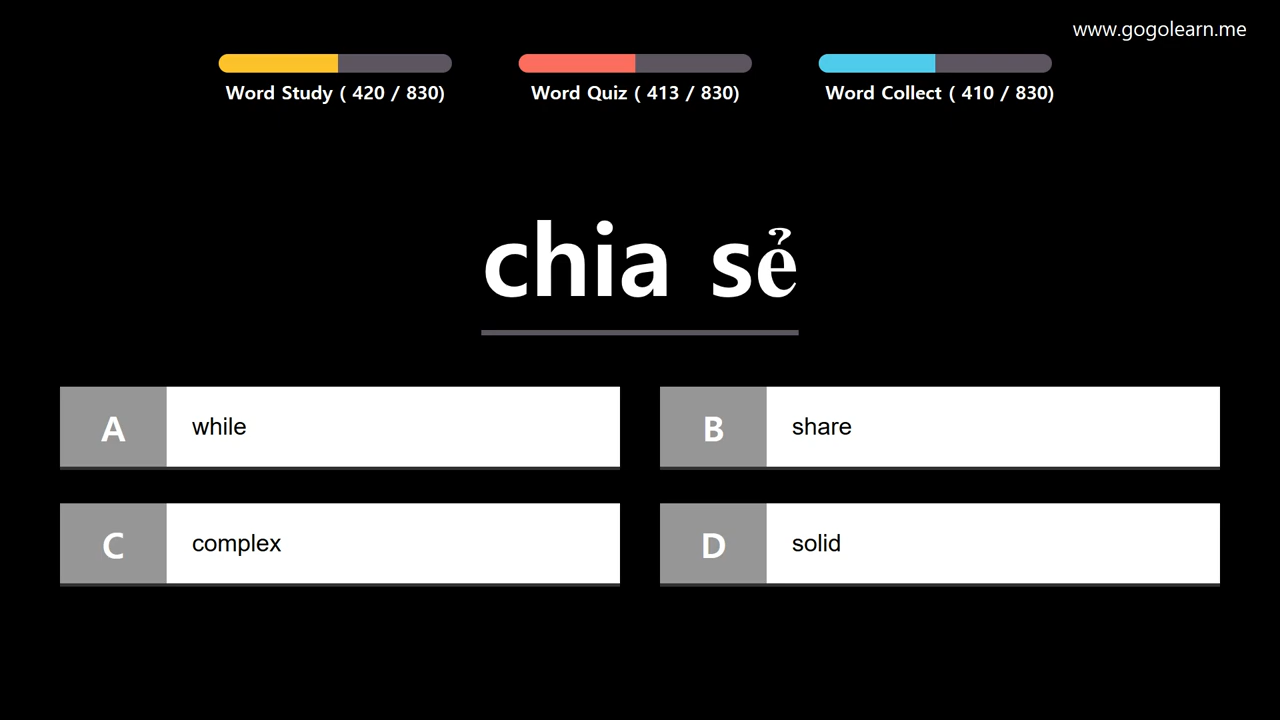 www.gogolearn.me
Word Study ( 420 / 830)
Word Quiz ( 413 / 830)
Word Collect ( 410 / 830)
chia sẻ
A while
B share
C complex
D solid